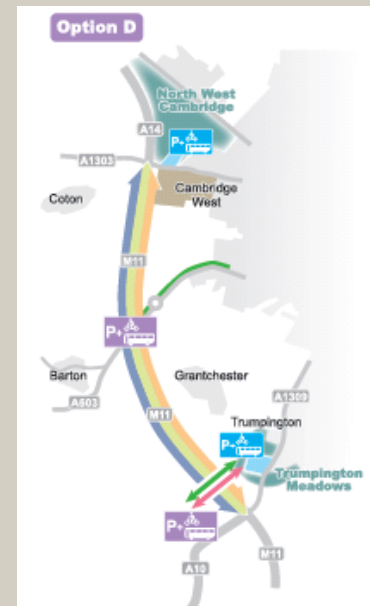 Option D
North West
Cambridge
A14
P+
A1303
Cambridge
West
Coton
M11
P+
Barton
Grantchester
A603
A1309
M11
Trumpington
P+
Trumpington
Meadows
P+
M11
A10